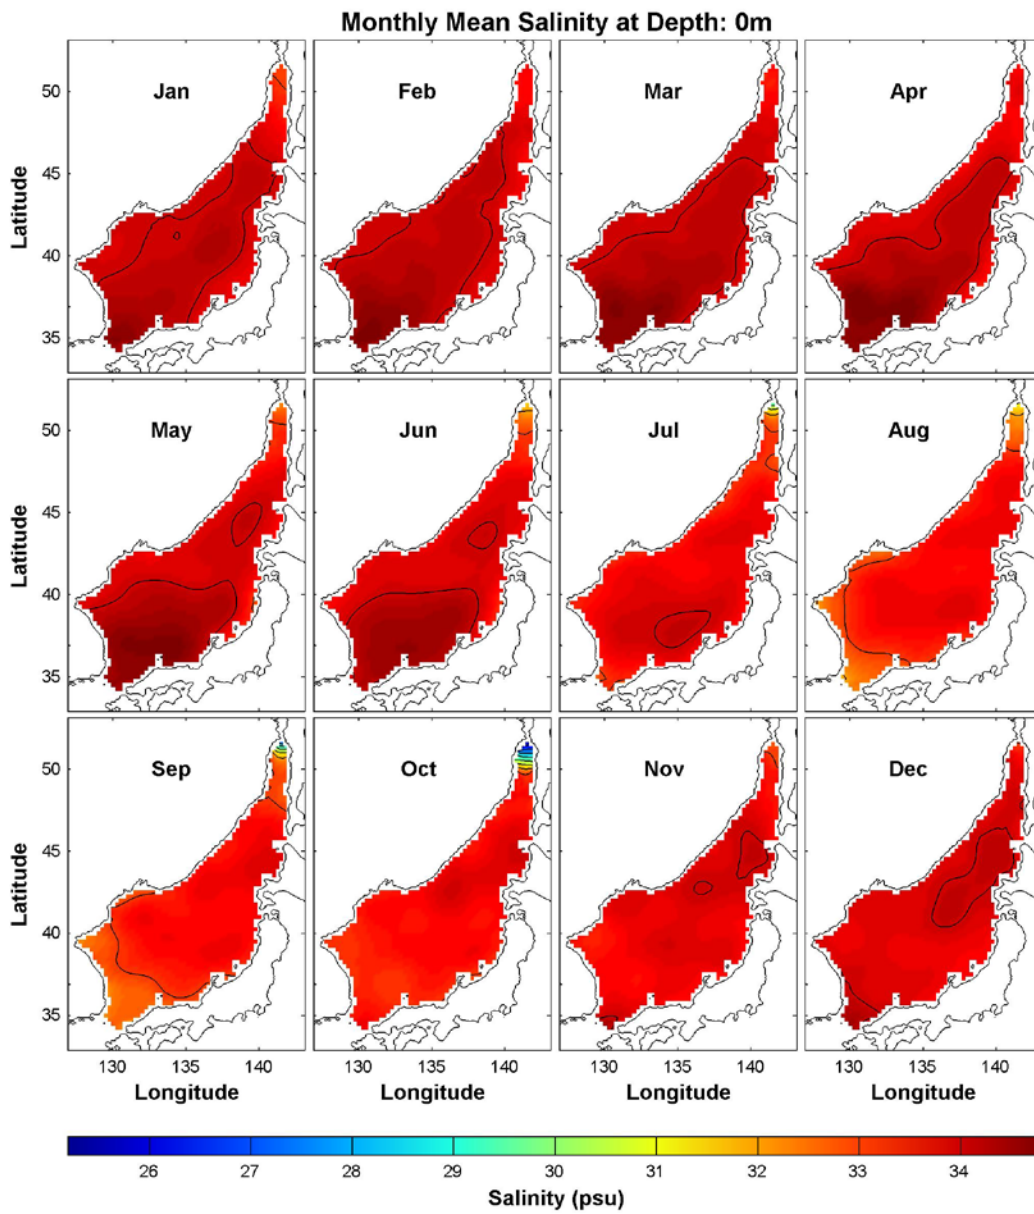 Monthly Mean Salinity at Depth: 0m
Jan
Feb
Mar
Apr
50
45
40
35
Latitude
May
Jun
Jul
Aug
50
45
40
35
Latitude
Sep
Oct
Nov
Dec
50
45
40
35
Latitude
130 135 140
130 135 140
130 135 140
130 135 140
Longitude
Longitude
Longitude
Longitude
26 27 28 29 30 31 32 33 34
Salinity (psu)